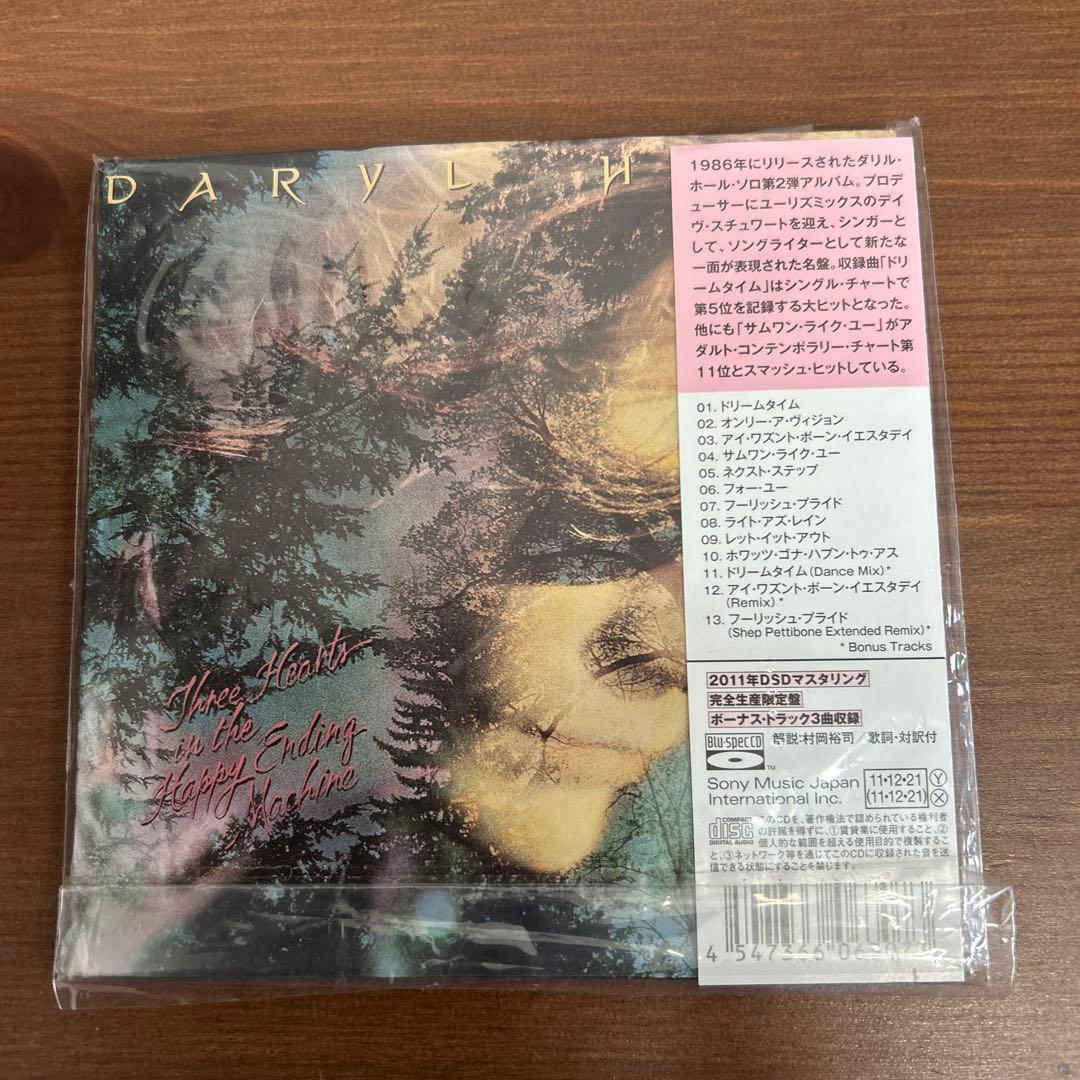 DARYL H
Three Hearts
in the
Happy Ending
Machine
1986年にリリースされたダリル・
ホール・ソロ第2弾アルバム。プロデ
ューサーにユーリズミックスのデイ
ヴ・スチュワートを迎え、シンガーと
して、ソングライターとして新たな
一面が表現された名盤。収録曲「ドリ
ームタイム」はシングル・チャートで
第5位を記録する大ヒットとなった。
他にも「サムワン・ライク・ユー」がア
ダルト・コンテンポラリー・チャート第
11位とスマッシュ・ヒットしている。
01. ドリームタイム
02. オンリー・ア・ヴィジョン
03. アイ・ワズント・ボーン・イエスタデイ
04. サムワン・ライク・ユー
05. ネクスト・ステップ
06. フォー・ユー
07. フーリッシュ・プライド
08. ライト・アズ・レイン
09. レット・イット・アウト
10. ホワッツ・ゴナ・ハプン・トゥ・アス
11. ドリームタイム(Dance Mix)*
12. アイ・ワズント・ボーン・イエスタデイ
(Remix)*
13. フーリッシュ・プライド
(Shep Pettibone Extended Remix)*
* Bonus Tracks
2011年DSDマスタリング
完全生産限定盤
ボーナス・トラック3曲収録
Blu-spec CD 解説:村岡裕司/歌詞・対訳付
TM
Sony Music Japan
International Inc.
11・12・21 Y
(11・12・21) X
COMPACT disc DIGITAL AUDIO
のCDを、著作権法で認められている権利者
の許諾を得ずに、①賃貸業に使用すること、②
個人的な範囲を超える使用目的で複製するこ
と、③ネットワーク等を通じてこのCDに収録された音を送
信できる状態にすることを禁じます。
4 547366 06